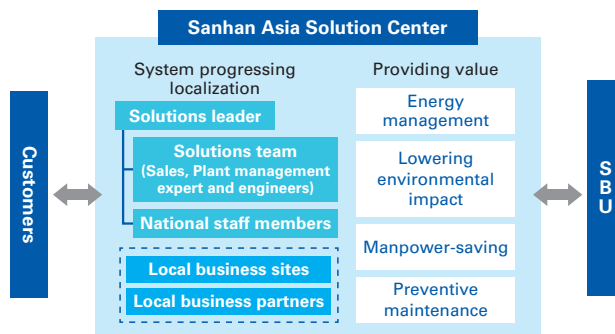 Sanhan Asia Solution Center
Customers
System progressing
localization
Solutions leader
Solutions team
(Sales, Plant management
expert and engineers)
National staff members
Local business sites
Local business partners
Providing value
Energy
management
Lowering
environmental
impact
Manpower-saving
Preventive
maintenance
SBU